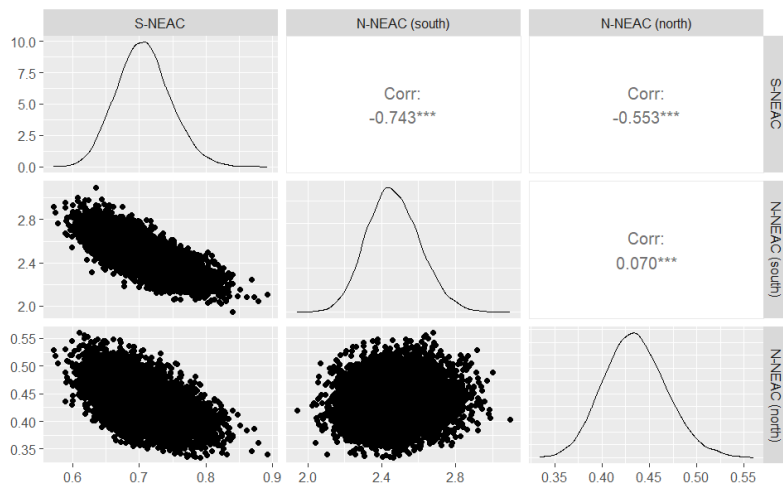 S-NEAC N-NEAC (south) N-NEAC (north)
10.0
7.5
5.0
2.5
0.0
Corr:
-0.743***
Corr:
-0.553***
S-NEAC
2.8
2.4
2.0
Corr:
0.070***
N-NEAC (south)
0.55
0.50
0.45
0.40
0.35
N-NEAC (north)
0.6 0.7 0.8 0.9 2.0 2.4 2.8 0.35 0.40 0.45 0.50 0.55